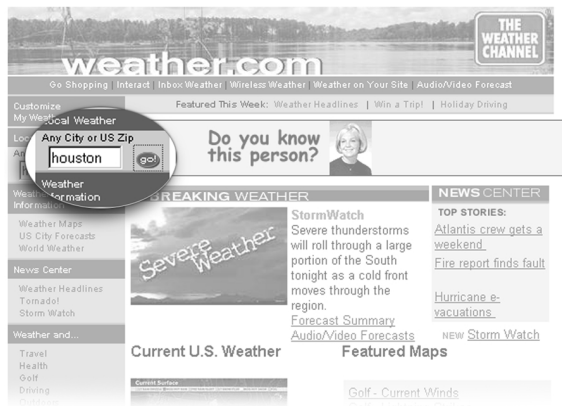 weather.com
THE
WEATHER
CHANNEL
Go Shopping | Interact | Inbox Weather | Wireless Weather | Weather on Your Site | Audio/Video Forecast
Customize
My
Featured This Week: Weather Headlines | Win a Trip! | Holiday Driving
Local Weather
Any City or US Zip
houston
go!
Weather
Information
Do you know
this person?
Weather Maps
US City Forecasts
World Weather
News Center
Weather Headlines
Tornado!
Storm Watch
Weather and...
Travel
Health
Golf
Driving
BREAKING WEATHER
Severe
Weather
StormWatch
Severe thunderstorms
will roll through a large
portion of the South
tonight as a cold front
moves through the
region.
Forecast Summary
Audio/Video Forecasts
NEWS CENTER
TOP STORIES:
Atlantis crew gets a
weekend
Fire report finds fault
Hurricane e-
vacuations
NEW Storm Watch
Current U.S. Weather
Featured Maps
Current Surface
Golf - Current Winds